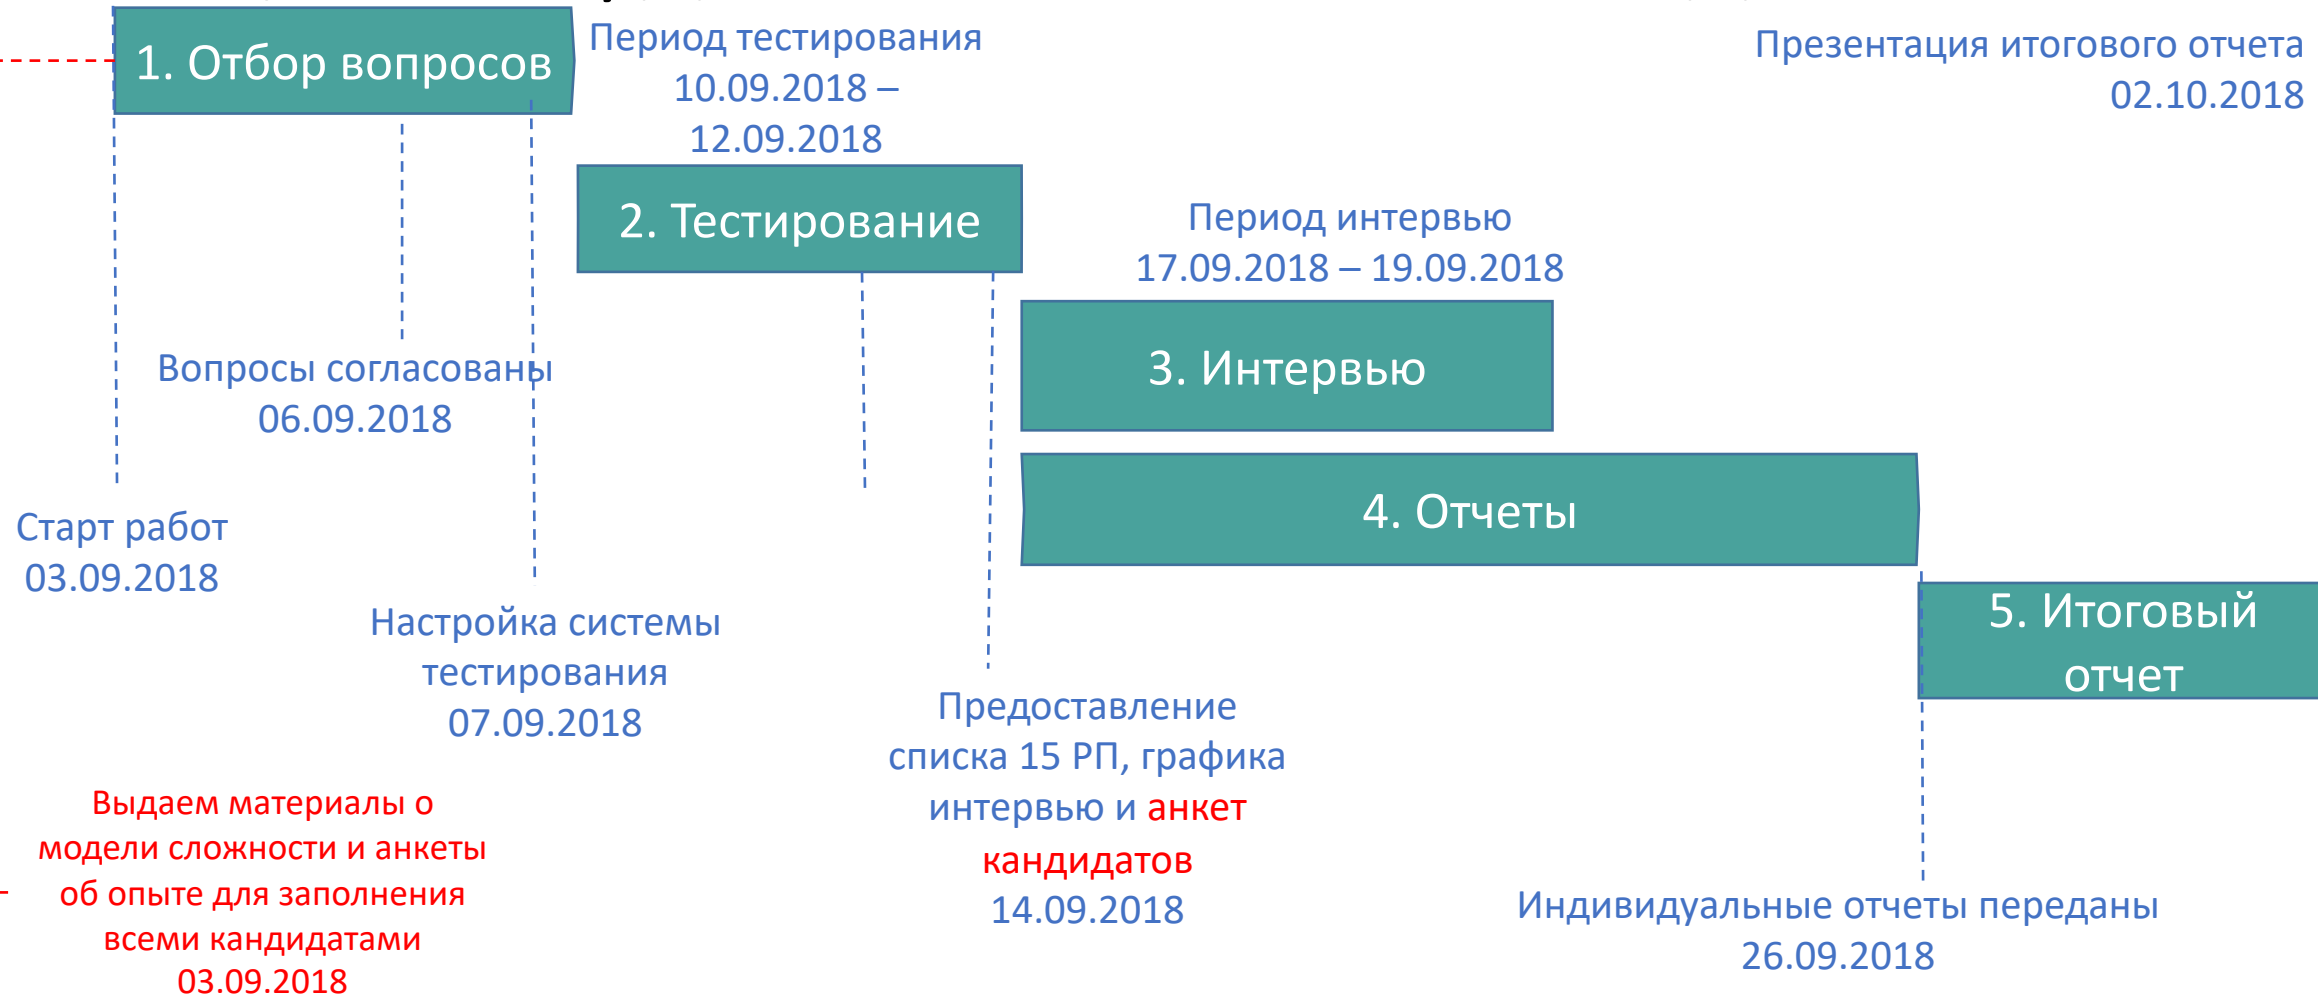 1. Отбор вопросов
Период тестирования
10.09.2018 –
12.09.2018
Презентация итогового отчета
02.10.2018
2. Тестирование
Период интервью
17.09.2018 – 19.09.2018
3. Интервью
Вопросы согласованы
06.09.2018
4. Отчеты
Старт работ
03.09.2018
5. Итоговый
отчет
Настройка системы
тестирования
07.09.2018
Предоставление
списка 15 РП, графика
интервью и анкет
кандидатов
14.09.2018
Выдаем материалы о
модели сложности и анкеты
об опыте для заполнения
всеми кандидатами
03.09.2018
Индивидуальные отчеты переданы
26.09.2018